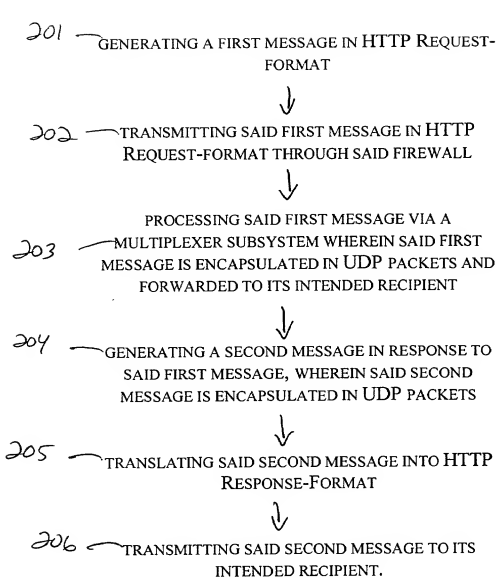 201 GENERATING A FIRST MESSAGE IN HTTP REQUEST-
FORMAT
202 TRANSMITTING SAID FIRST MESSAGE IN HTTP
REQUEST-FORMAT THROUGH SAID FIREWALL
PROCESSING SAID FIRST MESSAGE VIA A
203 MULTIPLEXER SUBSYSTEM WHEREIN SAID FIRST
MESSAGE IS ENCAPSULATED IN UDP PACKETS AND
FORWARDED TO ITS INTENDED RECIPIENT
204 GENERATING A SECOND MESSAGE IN RESPONSE TO
SAID FIRST MESSAGE, WHEREIN SAID SECOND
MESSAGE IS ENCAPSULATED IN UDP PACKETS
205 TRANSLATING SAID SECOND MESSAGE INTO HTTP
RESPONSE-FORMAT
206 TRANSMITTING SAID SECOND MESSAGE TO ITS
INTENDED RECIPIENT.